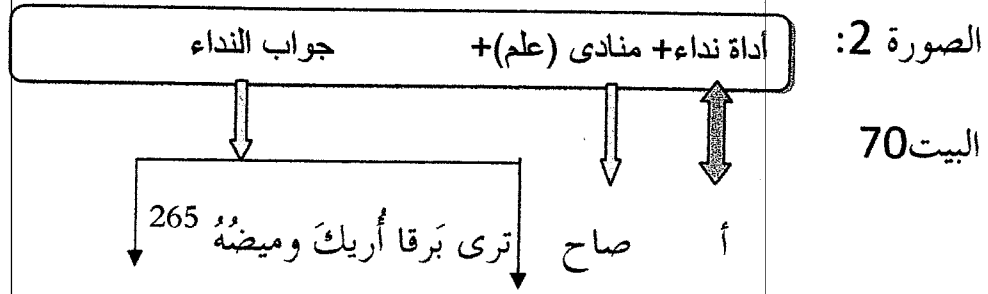 الصورة 2:
أداة نداء+ منادى (علم)+ جواب النداء
البيت70
أ صاح ترى بَرقا أُريكَ وميضُهُ 265